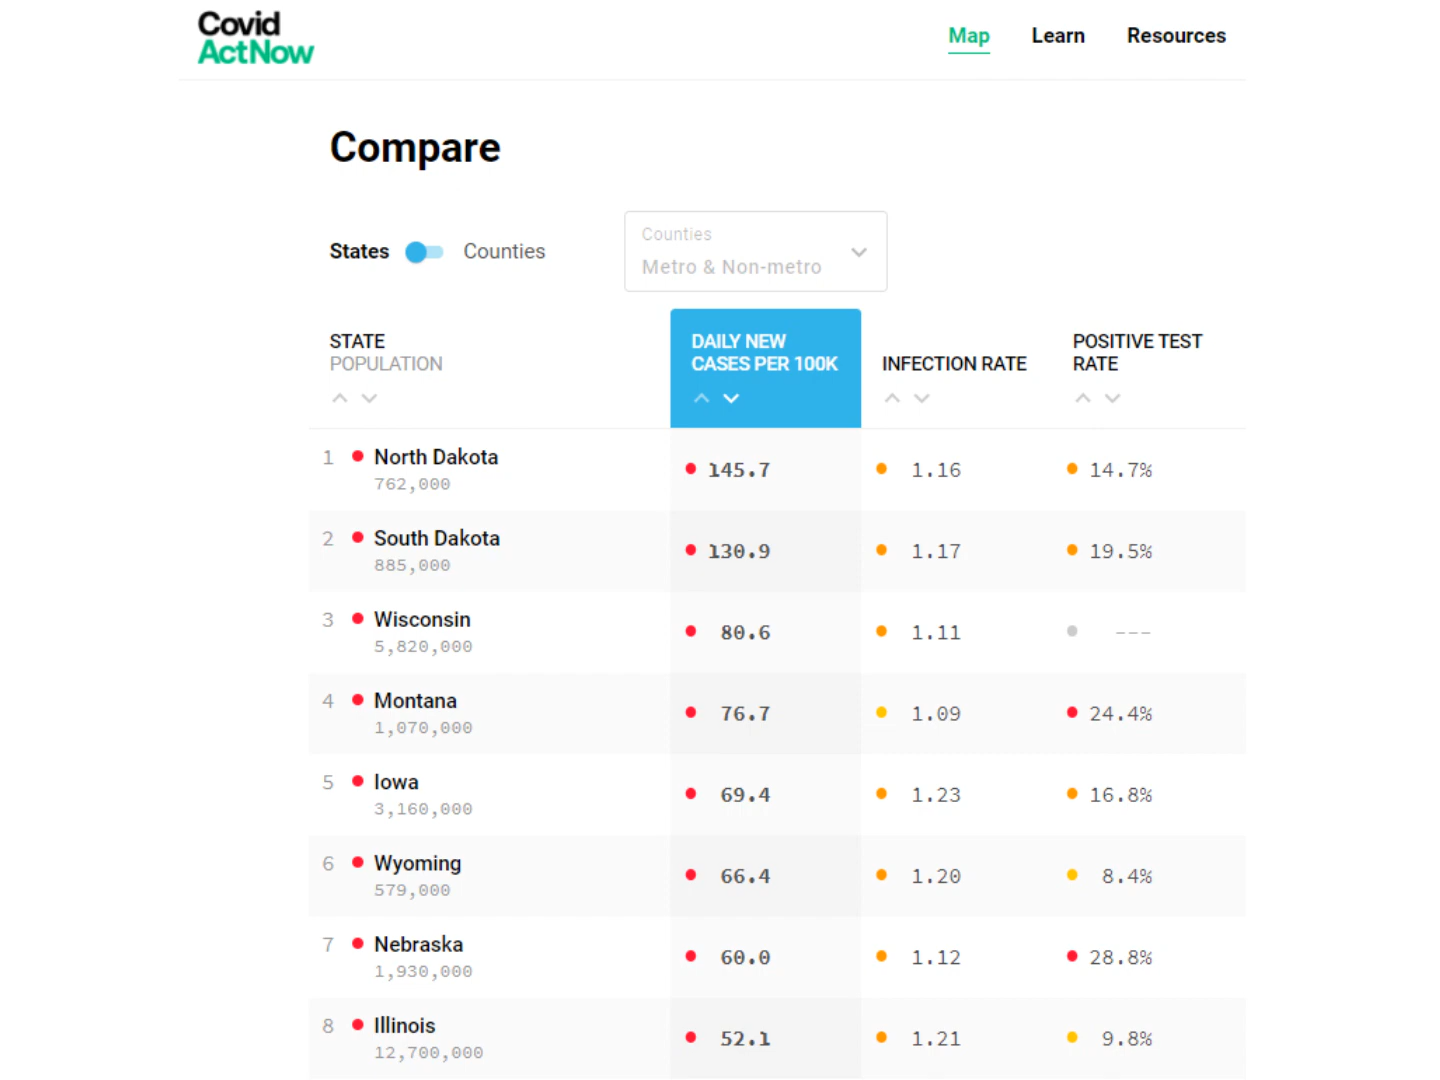 Covid
ActNow
Map Learn Resources
Compare
States Counties
Counties
Metro & Non-metro
STATE
POPULATION
DAILY NEW
CASES PER 100K
INFECTION RATE
POSITIVE TEST
RATE
1 North Dakota 145.7 1.16 14.7%
762,000
2 South Dakota 130.9 1.17 19.5%
885,000
3 Wisconsin 80.6 1.11 ---
5,820,000
4 Montana 76.7 1.09 24.4%
1,070,000
5 Iowa 69.4 1.23 16.8%
3,160,000
6 Wyoming 66.4 1.20 8.4%
579,000
7 Nebraska 60.0 1.12 28.8%
1,930,000
8 Illinois 52.1 1.21 9.8%
12,700,000